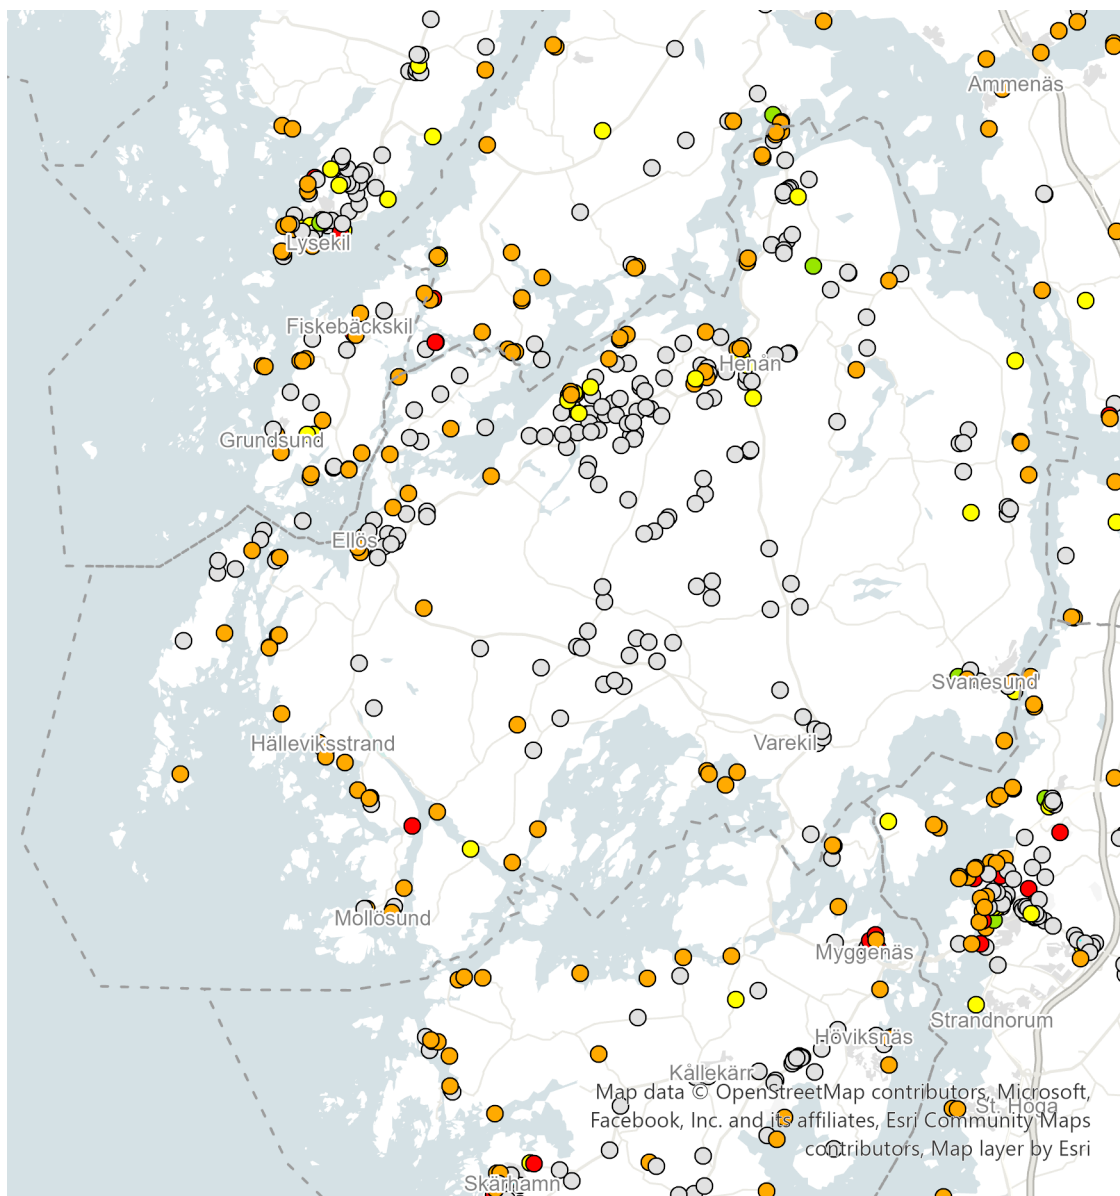 Ammenäs
Lysekil
Fiskebäckskil
Henån
Grundsund
Ellös
Svanesund
Hälleviksstrand
Varekil
Mollösund
Myggenäs
Strandnorum
Höviksnäs
Kållekärr
Map data © OpenStreetMap contributors, Microsoft,
St. Höga
Facebook, Inc. and its affiliates, Esri Community Maps
contributors, Map layer by Esri
Skärhamn